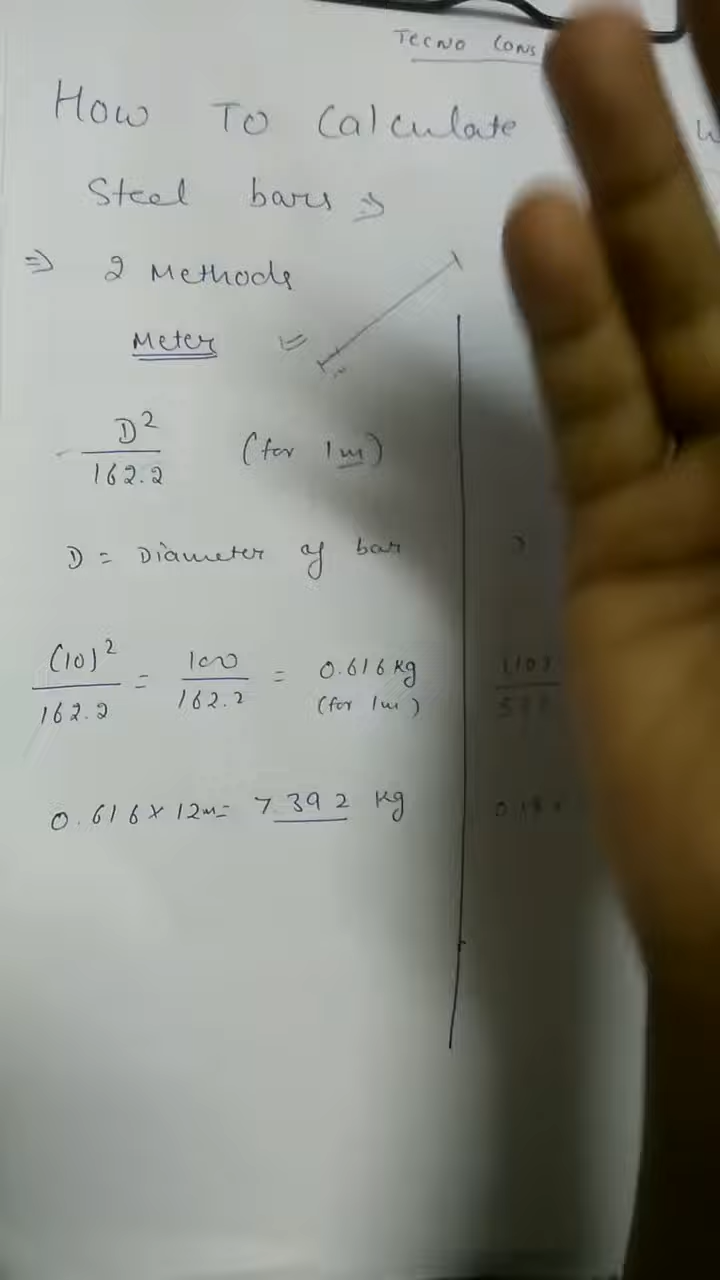 TECNO CONS
How To Calculate
Steel bars ⇒
⇒ 2 Methods
Meter =
D²/162.2 (for 1m)
D = Diameter of bar
(10)²/162.2 = 100/162.2 = 0.616 Kg
(for 1m)
0.616 × 12m = 7.392 Kg